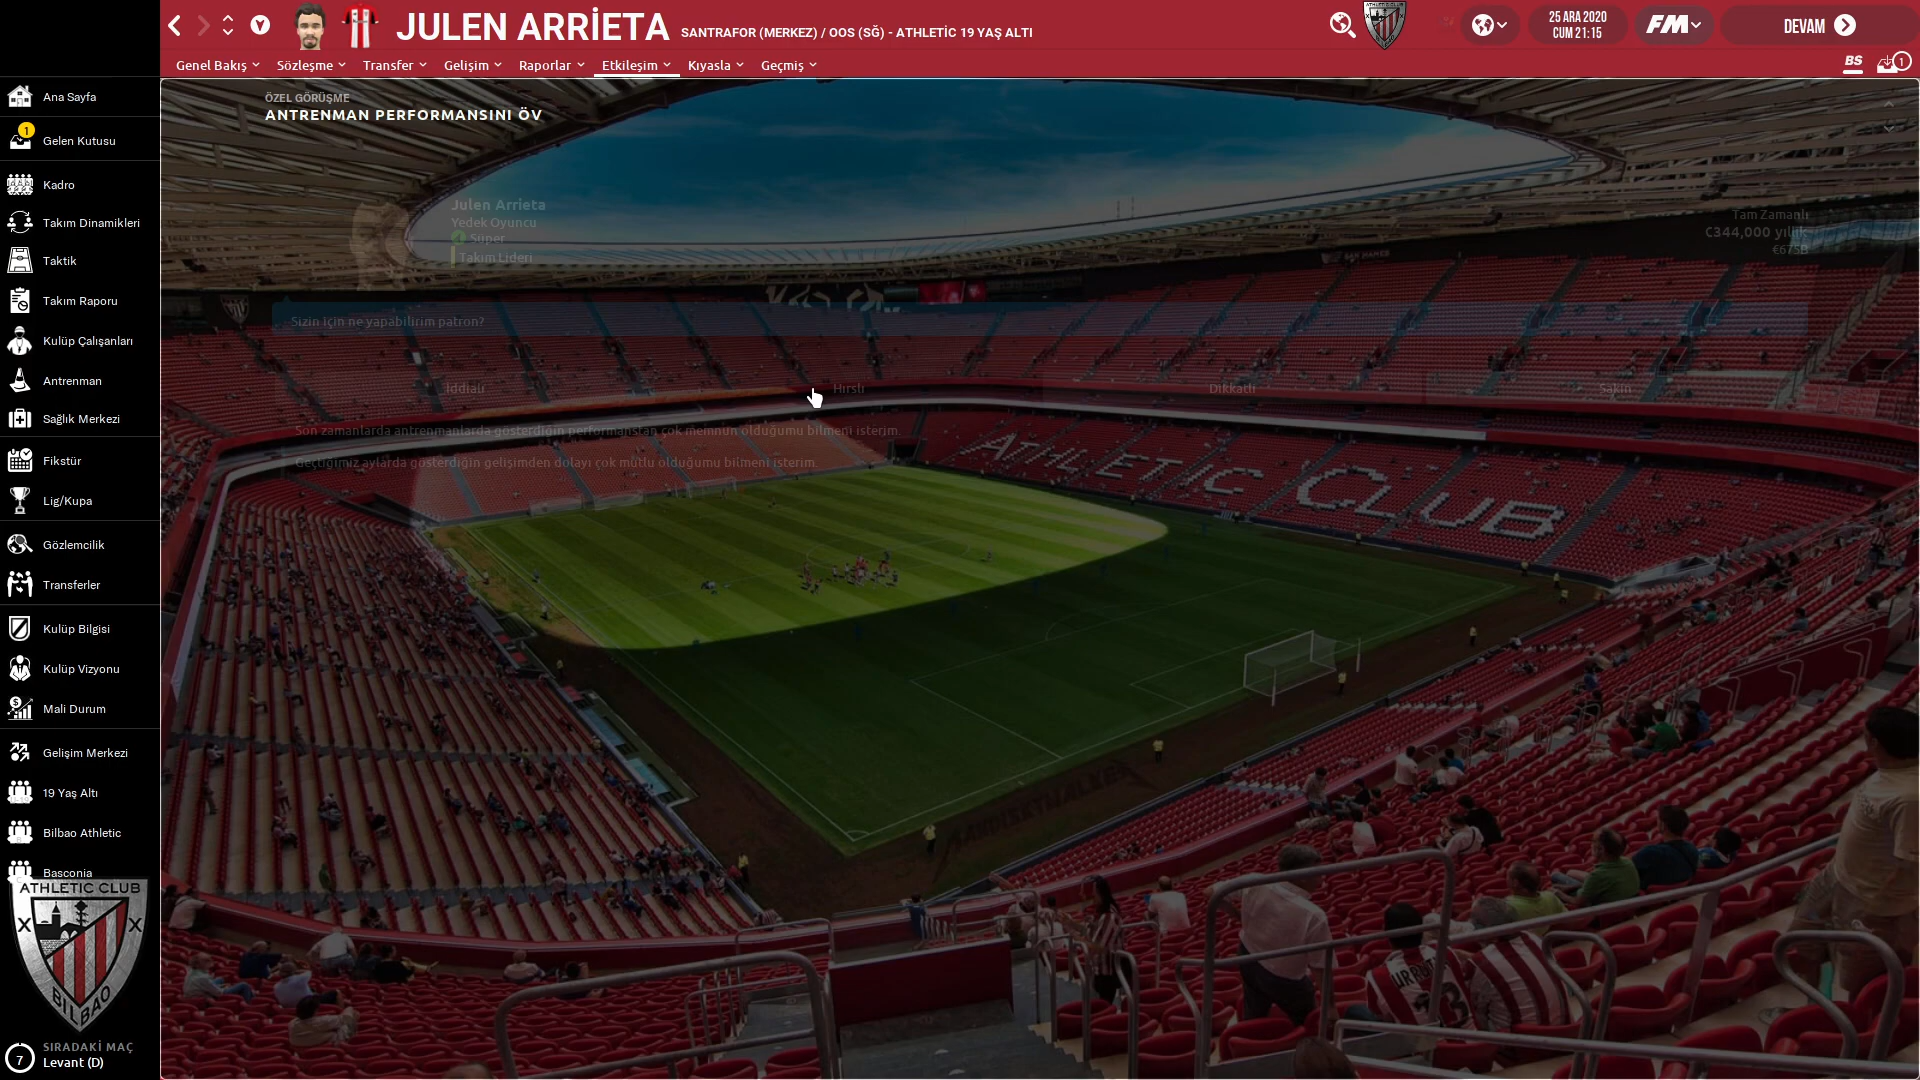 JULEN ARRİETA
SANTRAFOR (MERKEZ) / OOS (SĞ) - ATHLETİC 19 YAŞ ALTI
25 ARA 2020
CUM 21:15
FM
DEVAM
Genel Bakış
Sözleşme
Transfer
Gelişim
Raporlar
Etkileşim
Kıyasla
Geçmiş
BS
1
Ana Sayfa
1
Gelen Kutusu
Kadro
Takım Dinamikleri
Taktik
Takım Raporu
Kulüp Çalışanları
Antrenman
Sağlık Merkezi
Fikstür
Lig/Kupa
Gözlemcilik
Transferler
Kulüp Bilgisi
Kulüp Vizyonu
Mali Durum
Gelişim Merkezi
19 Yaş Altı
Bilbao Athletic
Basconia
ATHLETIC CLUB
BILBAO
SIRADAKİ MAÇ
7
Levant (D)
ÖZEL GÖRÜŞME
ANTRENMAN PERFORMANSINI ÖV
Julen Arrieta
Yedek Oyuncu
Süper
Takım Lideri
Tam Zamanlı
€344,000 yıllık
€675B
Sizin için ne yapabilirim patron?
İddialı
Hırslı
Dikkatli
Sakin
Son zamanlarda antrenmanlarda gösterdiğin performanstan çok memnun olduğumu bilmeni isterim.
Geçtiğimiz aylarda gösterdiğin gelişimden dolayı çok mutlu olduğumu bilmeni isterim.
ATHLETIC CLUB